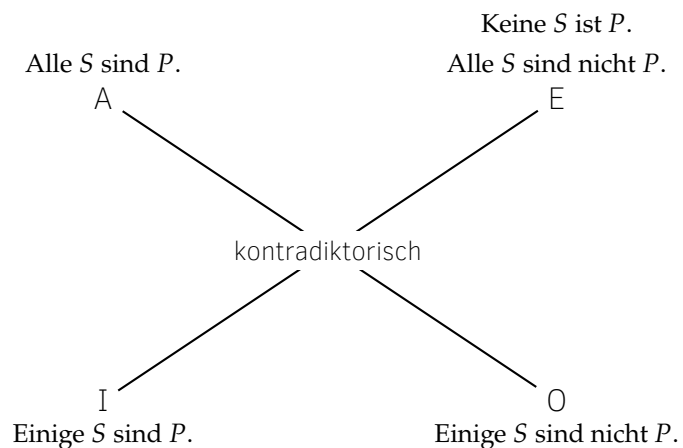 Keine S ist P.
Alle S sind P.
Alle S sind nicht P.
A
E
kontradiktorisch
I
O
Einige S sind P.
Einige S sind nicht P.